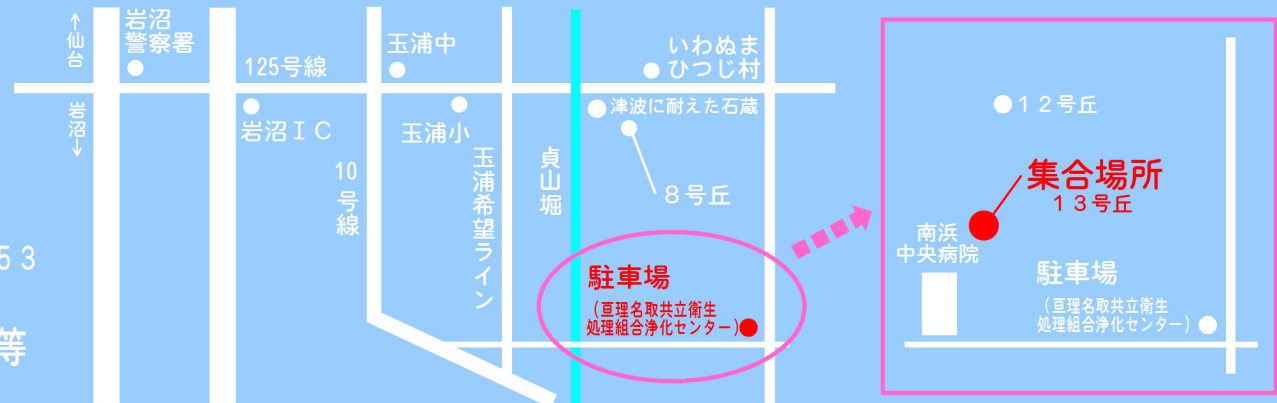 ↑仙台
岩沼↓
岩沼
警察署
125号線
岩沼ＩＣ
玉浦中
玉浦小
10号線
玉浦希望ライン
貞山堀
いわぬま
ひつじ村
津波に耐えた石蔵
８号丘
駐車場
（亘理名取共立衛生
処理組合浄化センター）
５３
等
１２号丘
集合場所
１３号丘
南浜
中央病院
駐車場
（亘理名取共立衛生
処理組合浄化センター）